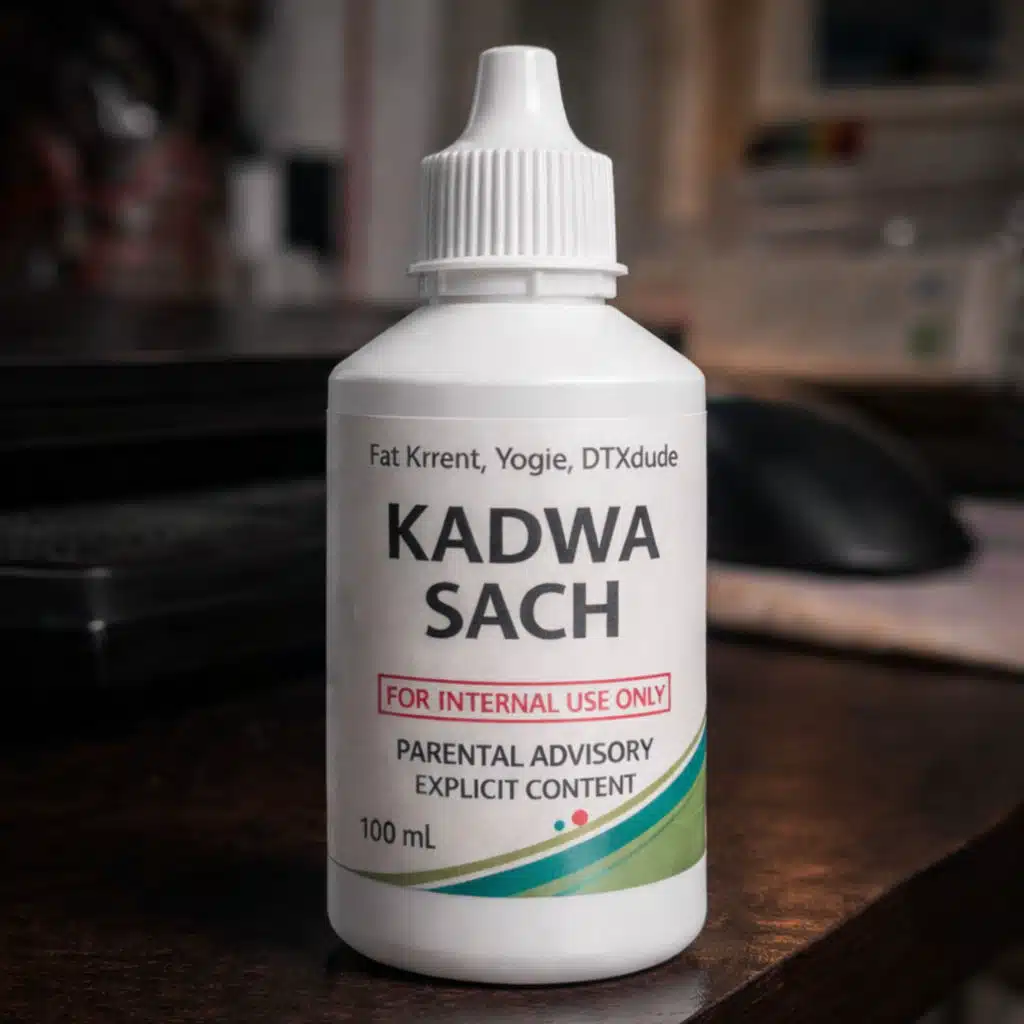 Fat Krrent, Yogie, DTXdude
KADWA
SACH
FOR INTERNAL USE ONLY
PARENTAL ADVISORY
EXPLICIT CONTENT
100 mL